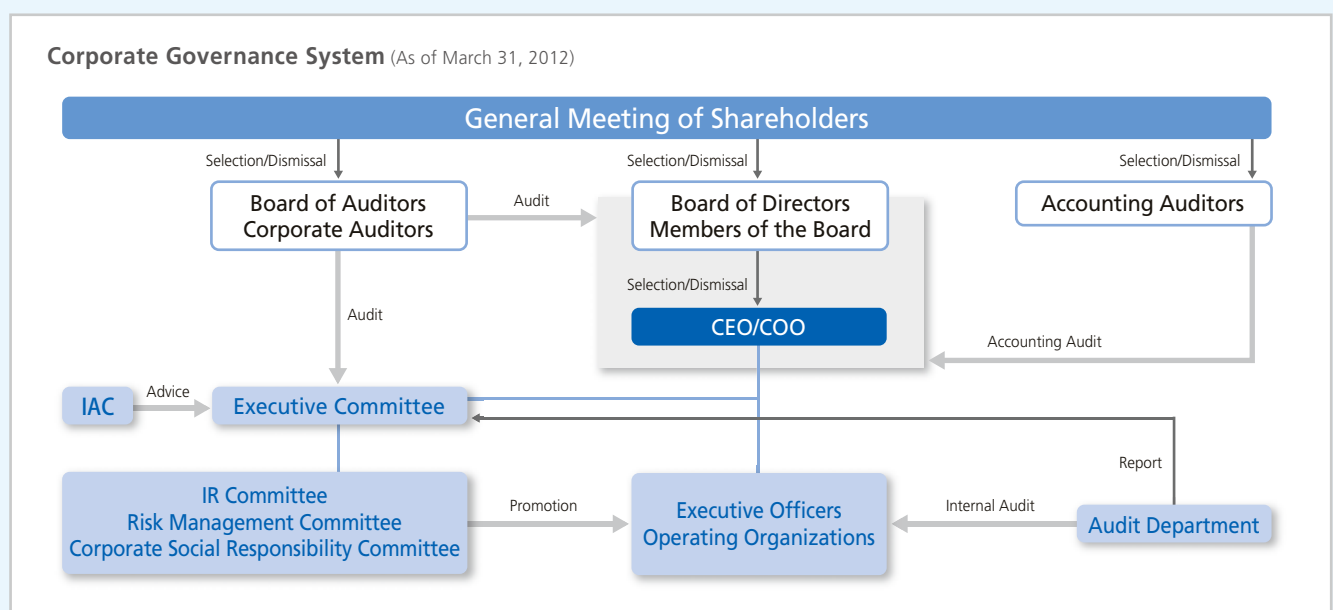 Corporate Governance System (As of March 31, 2012)
General Meeting of Shareholders
Selection/Dismissal
Selection/Dismissal
Selection/Dismissal
Board of Auditors
Corporate Auditors
Audit
Board of Directors
Members of the Board
Accounting Auditors
Selection/Dismissal
Audit
CEO/COO
Accounting Audit
IAC
Advice
Executive Committee
Report
IR Committee
Risk Management Committee
Corporate Social Responsibility Committee
Promotion
Executive Officers
Operating Organizations
Internal Audit
Audit Department